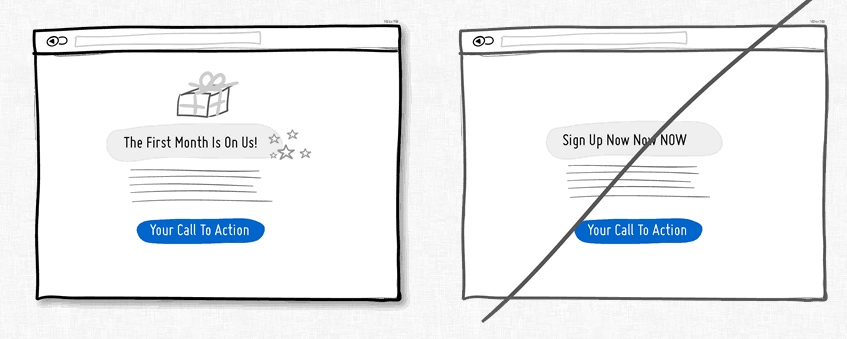 The First Month Is On Us!
Your Call To Action
Sign Up Now Now NOW
Your Call To Action